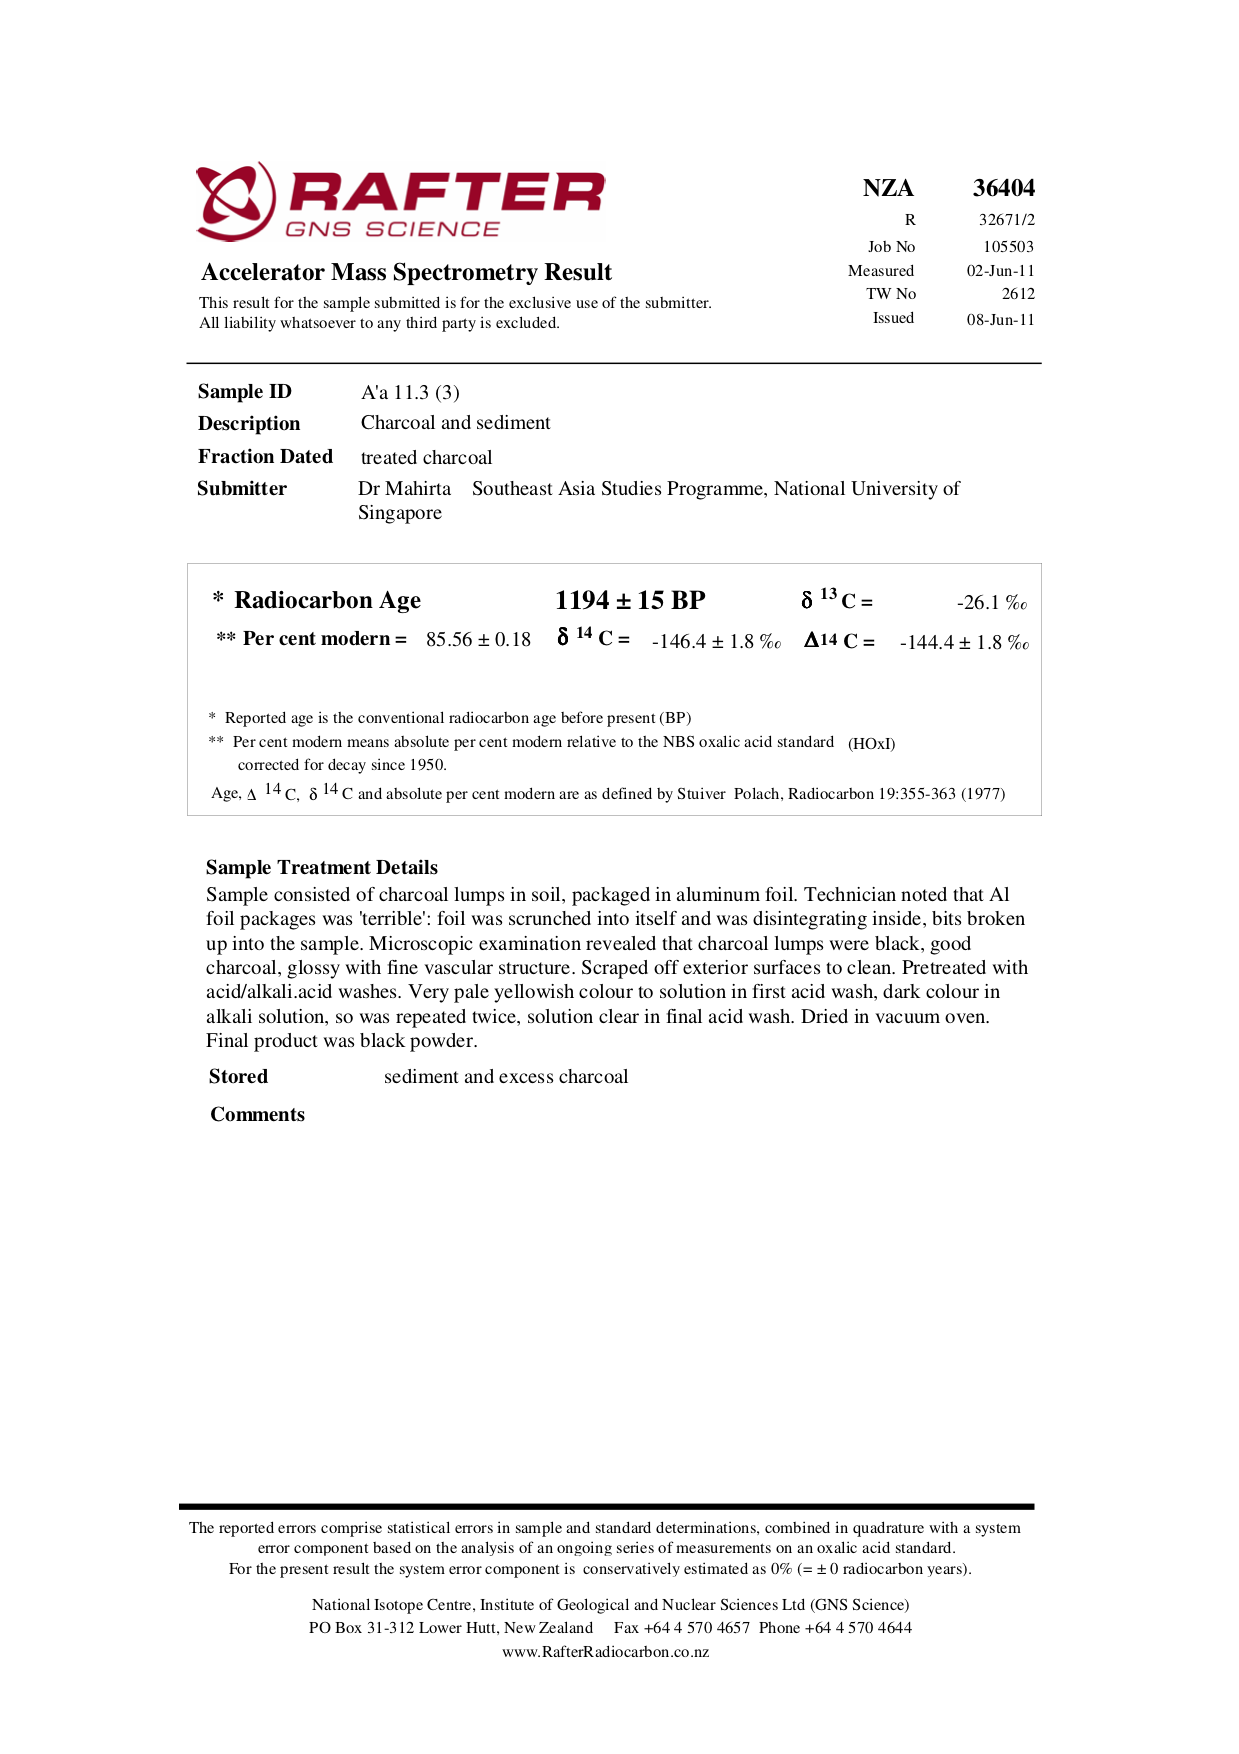 RAFTER
GNS SCIENCE
NZA 36404
R 32671/2
Job No 105503
Measured 02-Jun-11
TW No 2612
Issued 08-Jun-11
Accelerator Mass Spectrometry Result
This result for the sample submitted is for the exclusive use of the submitter.
All liability whatsoever to any third party is excluded.
Sample ID A'a 11.3 (3)
Description Charcoal and sediment
Fraction Dated treated charcoal
Submitter Dr Mahirta Southeast Asia Studies Programme, National University of
Singapore
* Radiocarbon Age 1194 ± 15 BP δ 13 C = -26.1 ‰
** Per cent modern = 85.56 ± 0.18 δ 14 C = -146.4 ± 1.8 ‰ Δ14 C = -144.4 ± 1.8 ‰
* Reported age is the conventional radiocarbon age before present (BP)
** Per cent modern means absolute per cent modern relative to the NBS oxalic acid standard (HOxI)
corrected for decay since 1950.
Age, Δ 14 C, δ 14 C and absolute per cent modern are as defined by Stuiver Polach, Radiocarbon 19:355-363 (1977)
Sample Treatment Details
Sample consisted of charcoal lumps in soil, packaged in aluminum foil. Technician noted that Al
foil packages was 'terrible': foil was scrunched into itself and was disintegrating inside, bits broken
up into the sample. Microscopic examination revealed that charcoal lumps were black, good
charcoal, glossy with fine vascular structure. Scraped off exterior surfaces to clean. Pretreated with
acid/alkali.acid washes. Very pale yellowish colour to solution in first acid wash, dark colour in
alkali solution, so was repeated twice, solution clear in final acid wash. Dried in vacuum oven.
Final product was black powder.
Stored sediment and excess charcoal
Comments
The reported errors comprise statistical errors in sample and standard determinations, combined in quadrature with a system
error component based on the analysis of an ongoing series of measurements on an oxalic acid standard.
For the present result the system error component is conservatively estimated as 0% (= ± 0 radiocarbon years).
National Isotope Centre, Institute of Geological and Nuclear Sciences Ltd (GNS Science)
PO Box 31-312 Lower Hutt, New Zealand Fax +64 4 570 4657 Phone +64 4 570 4644
www.RafterRadiocarbon.co.nz